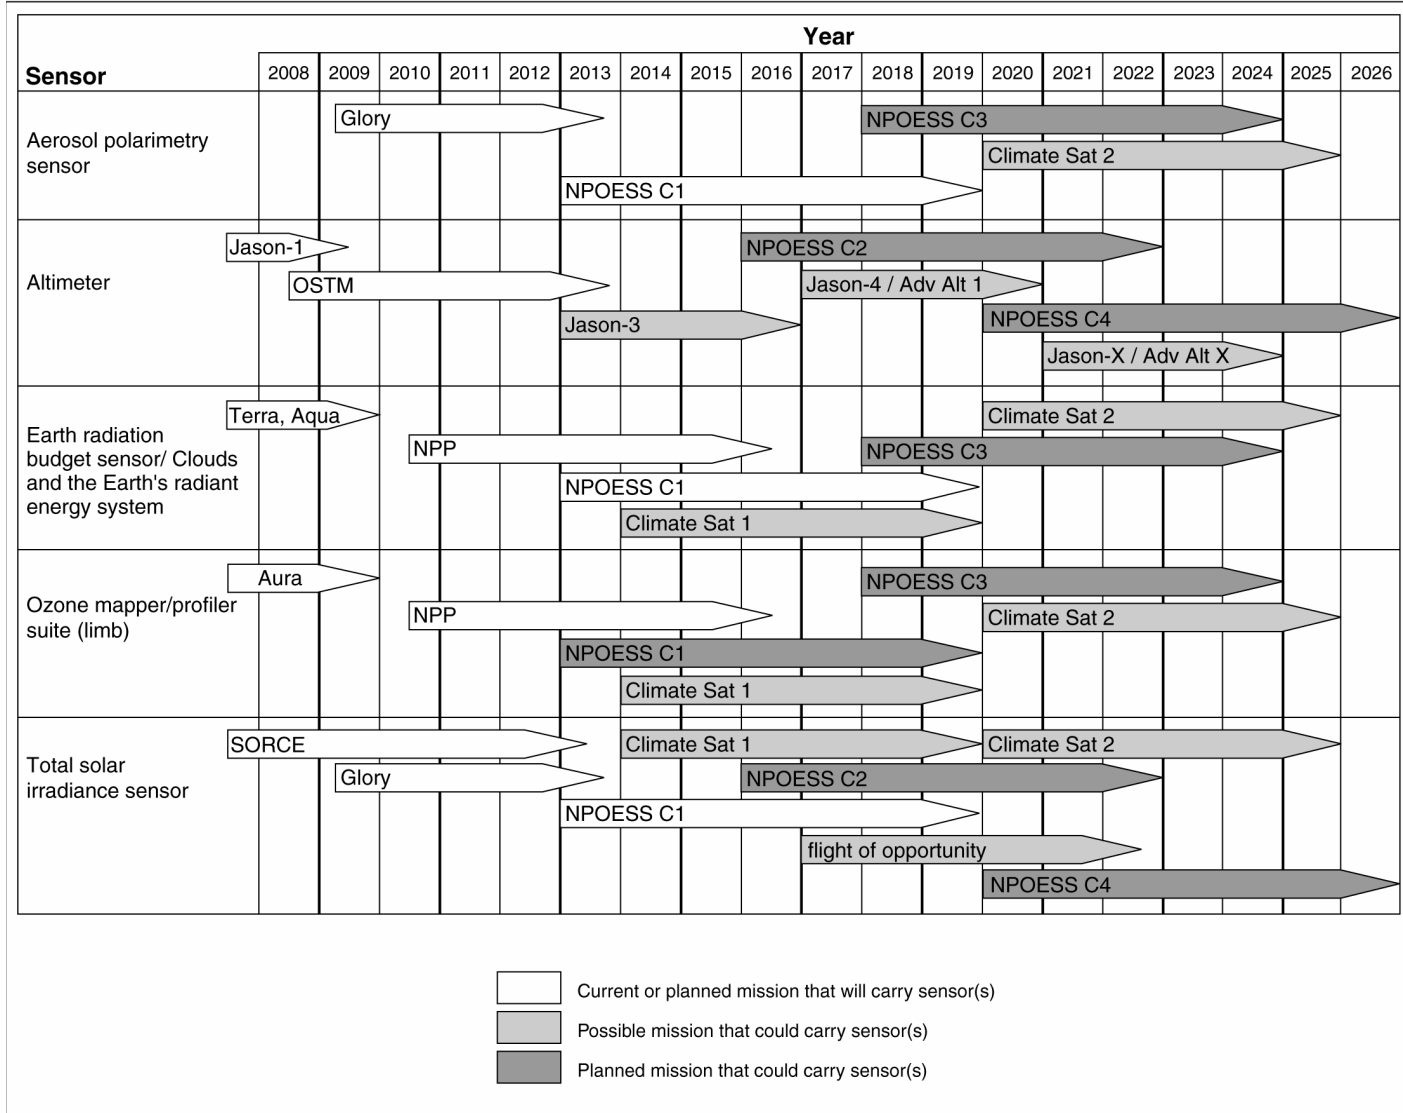 Year
Sensor
2008 2009 2010 2011 2012 2013 2014 2015 2016 2017 2018 2019 2020 2021 2022 2023 2024 2025 2026
Aerosol polarimetry
sensor
Glory
NPOESS C3
Climate Sat 2
NPOESS C1
Altimeter
Jason-1
NPOESS C2
OSTM
Jason-4 / Adv Alt 1
Jason-3
NPOESS C4
Jason-X / Adv Alt X
Earth radiation
budget sensor/ Clouds
and the Earth's radiant
energy system
Terra, Aqua
Climate Sat 2
NPP
NPOESS C3
NPOESS C1
Climate Sat 1
Ozone mapper/profiler
suite (limb)
Aura
NPOESS C3
NPP
Climate Sat 2
NPOESS C1
Climate Sat 1
Total solar
irradiance sensor
SORCE
Climate Sat 1
Climate Sat 2
Glory
NPOESS C2
NPOESS C1
flight of opportunity
NPOESS C4
Current or planned mission that will carry sensor(s)
Possible mission that could carry sensor(s)
Planned mission that could carry sensor(s)